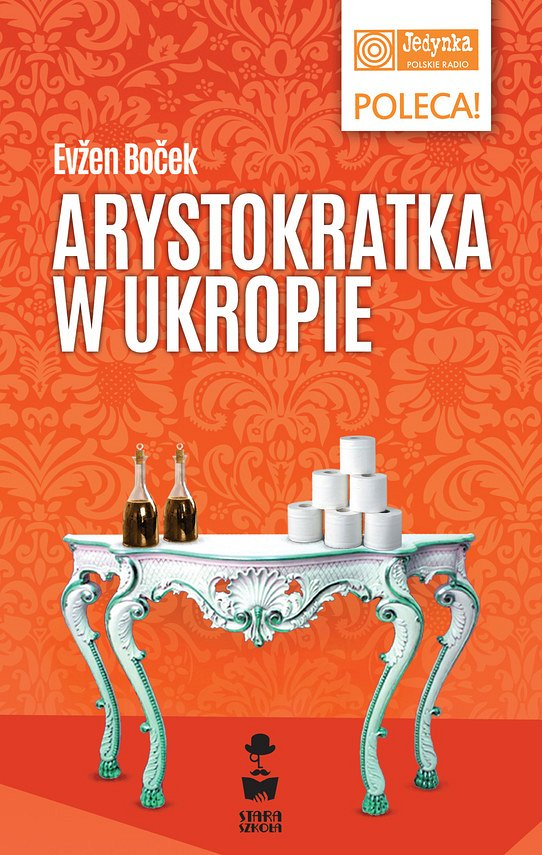 Jedynka
POLSKIE RADIO
POLECA!
Evžen Boček
ARYSTOKRATKA
W UKROPIE
STARA
SZKOŁA